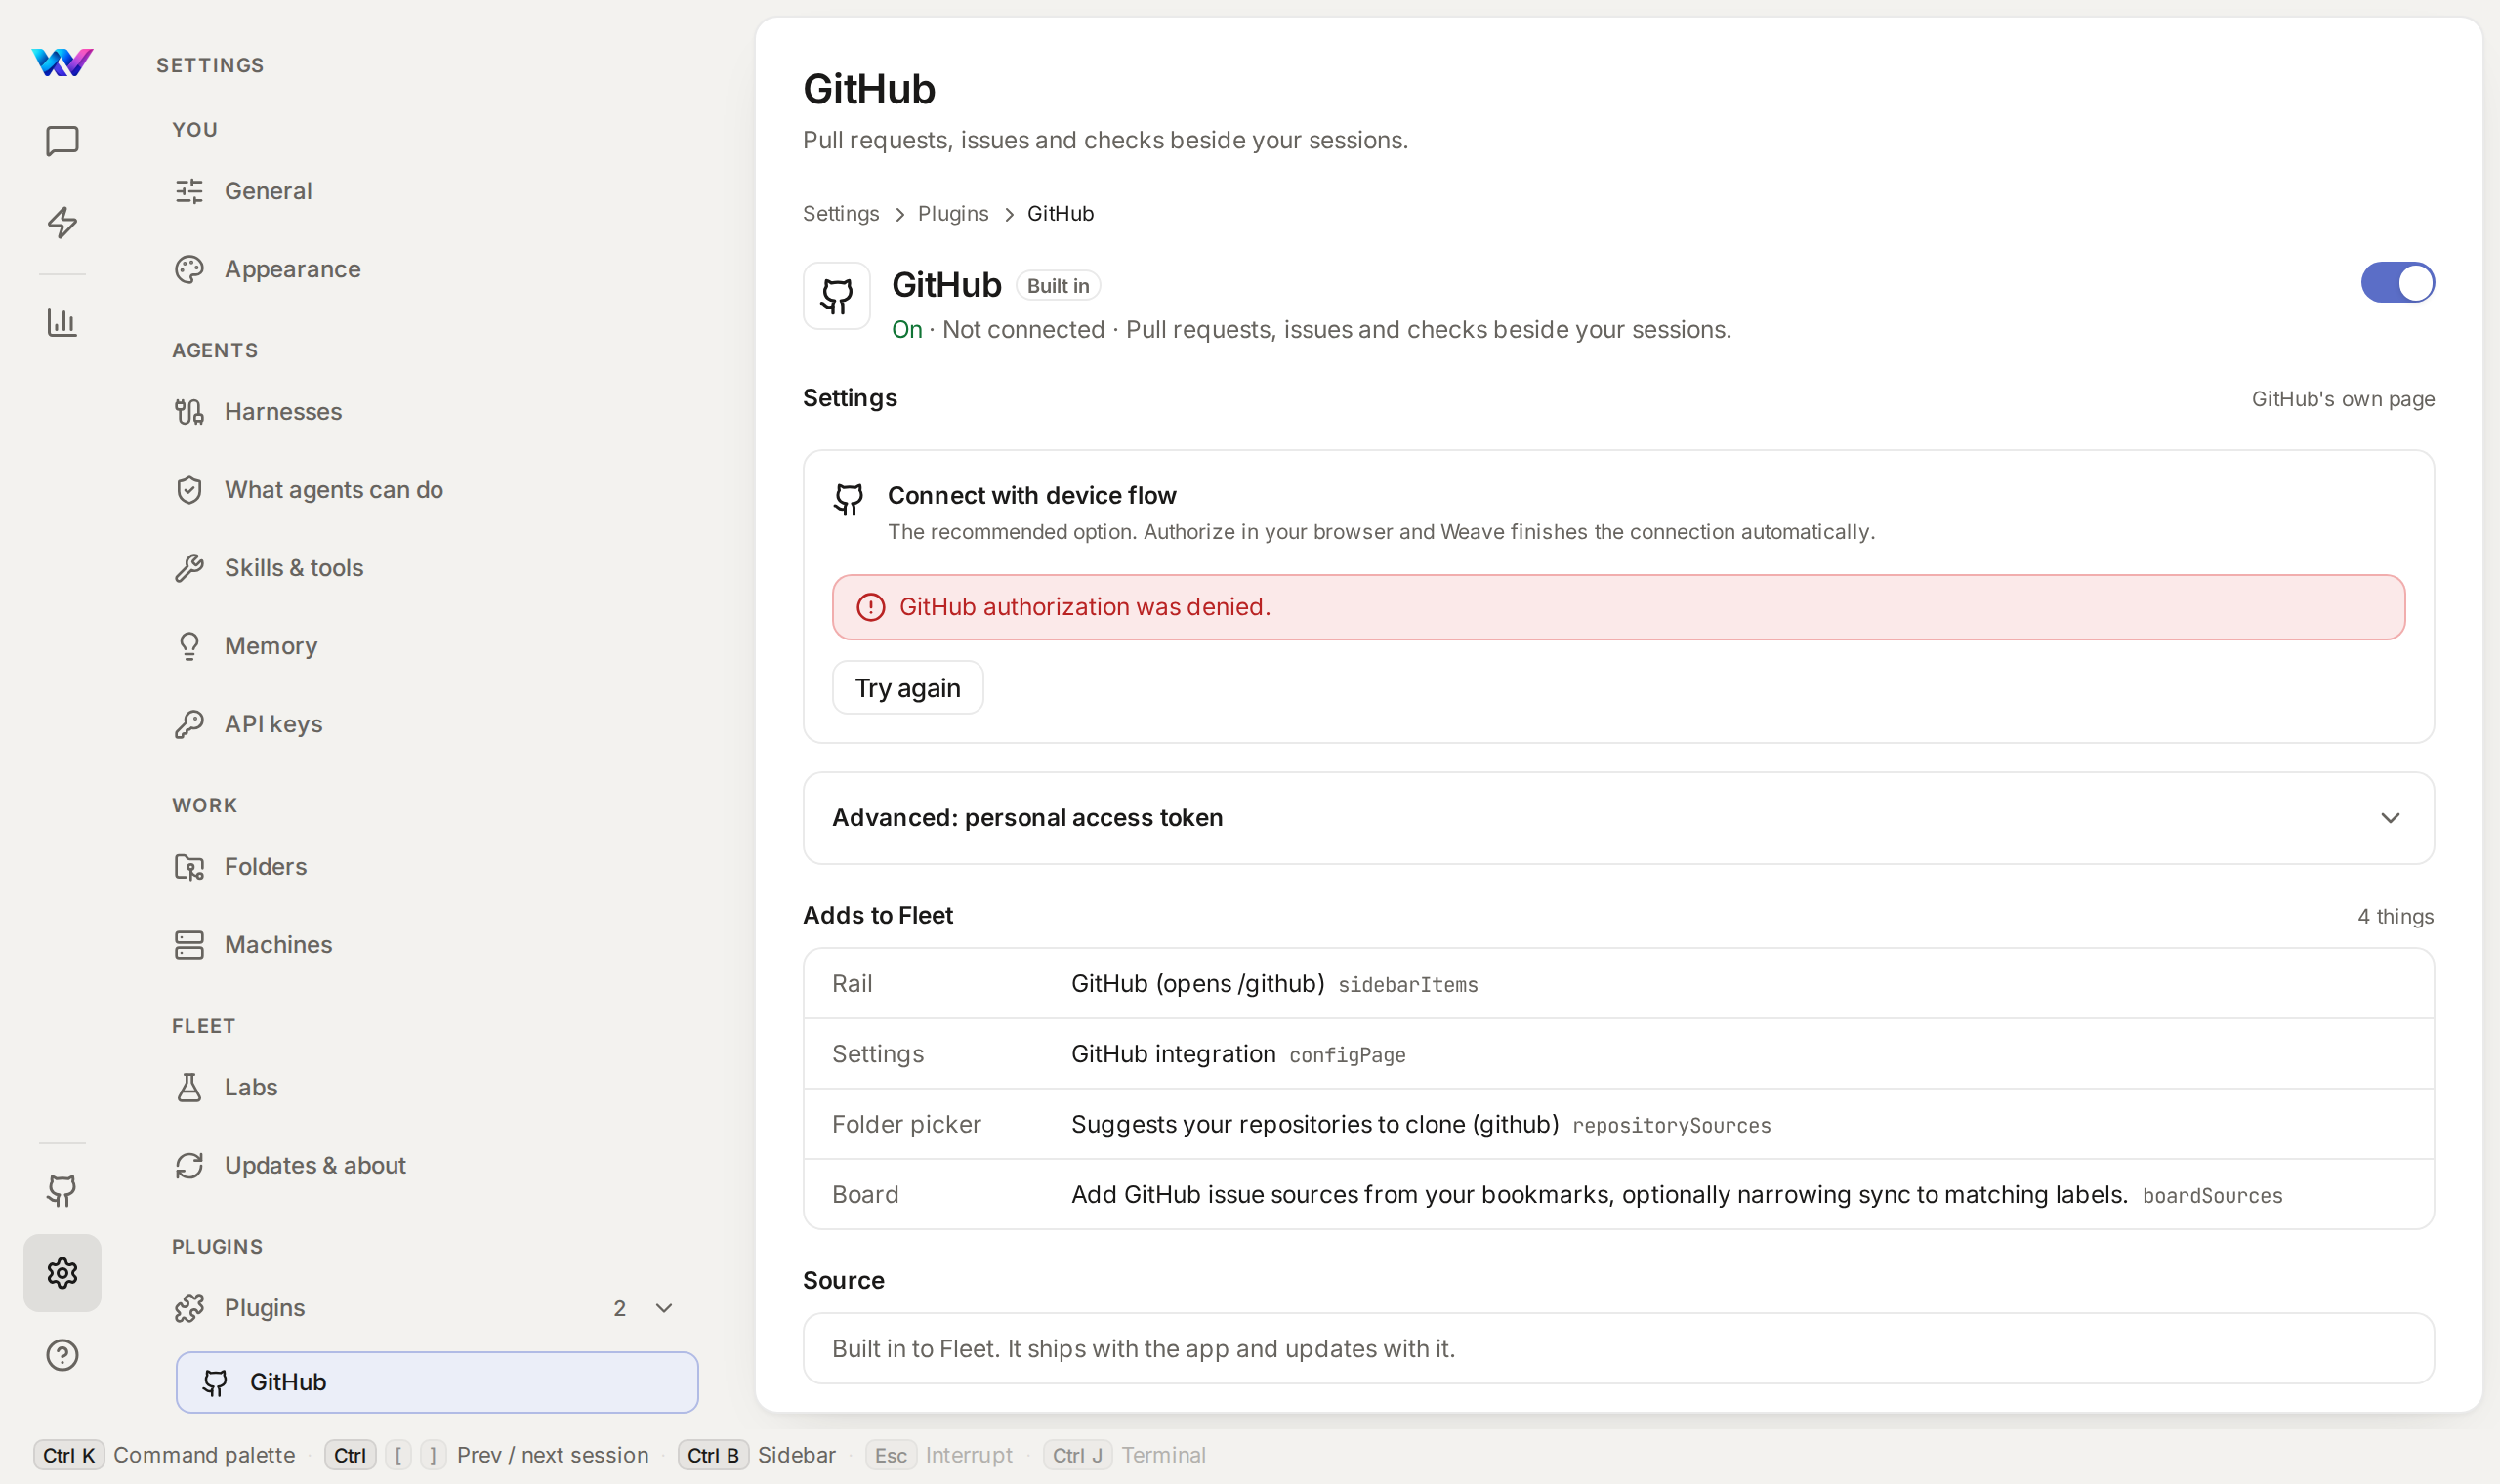 SETTINGS
YOU
General
Appearance
AGENTS
Harnesses
What agents can do
Skills & tools
Memory
API keys
WORK
Folders
Machines
FLEET
Labs
Updates & about
PLUGINS
Plugins 2
GitHub
GitHub
Pull requests, issues and checks beside your sessions.
Settings > Plugins > GitHub
GitHub Built in
On · Not connected · Pull requests, issues and checks beside your sessions.
Settings GitHub's own page
Connect with device flow
The recommended option. Authorize in your browser and Weave finishes the connection automatically.
GitHub authorization was denied.
Try again
Advanced: personal access token
Adds to Fleet 4 things
Rail GitHub (opens /github) sidebarItems
Settings GitHub integration configPage
Folder picker Suggests your repositories to clone (github) repositorySources
Board Add GitHub issue sources from your bookmarks, optionally narrowing sync to matching labels. boardSources
Source
Built in to Fleet. It ships with the app and updates with it.
Ctrl K Command palette · Ctrl [ ] Prev / next session · Ctrl B Sidebar · Esc Interrupt · Ctrl J Terminal